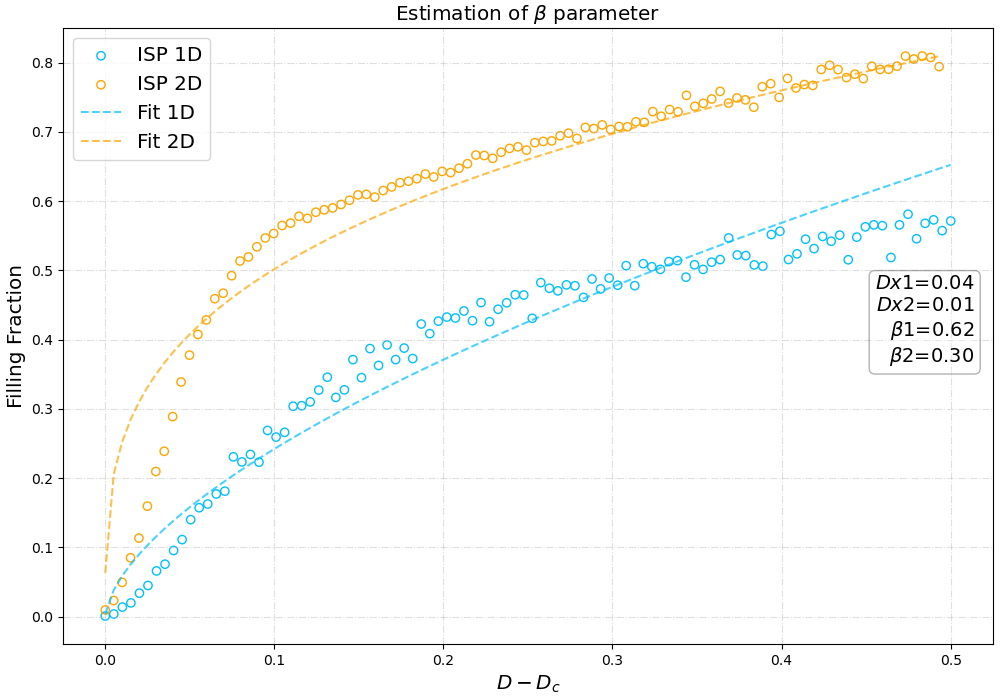 Estimation of β parameter
ISP 1D
ISP 2D
Fit 1D
Fit 2D
Filling Fraction
0.8
0.7
0.6
0.5
0.4
0.3
0.2
0.1
0.0
Dx1=0.04
Dx2=0.01
β1=0.62
β2=0.30
0.0 0.1 0.2 0.3 0.4 0.5
D − D_c